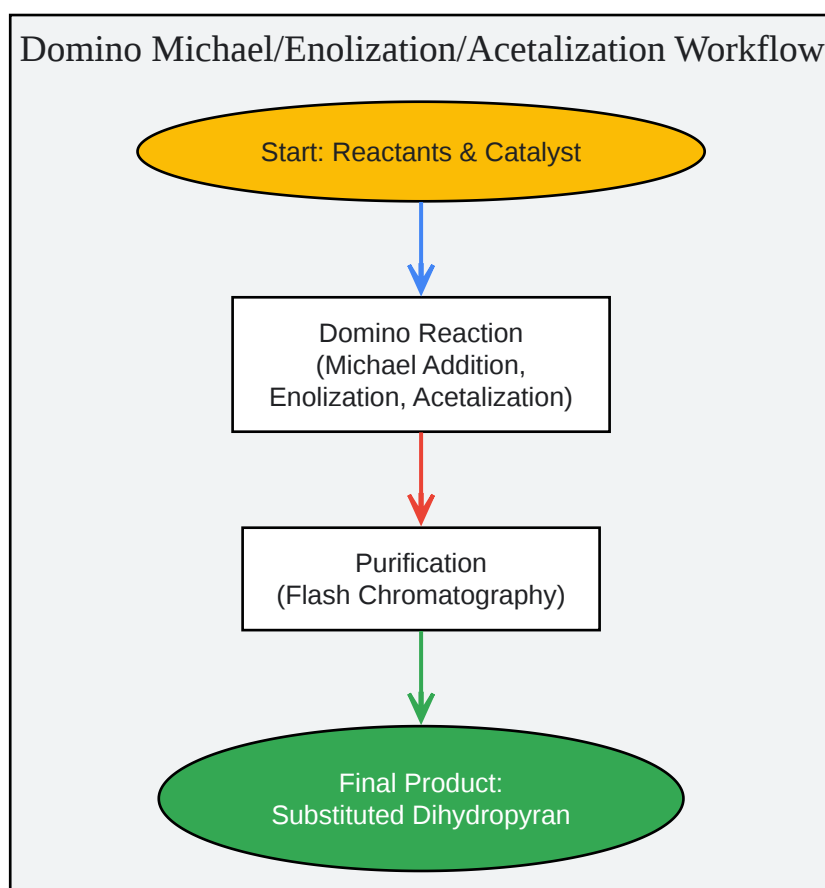 Domino Michael/Enolization/Acetalization Workflow
Start: Reactants & Catalyst
Domino Reaction
(Michael Addition,
Enolization, Acetalization)
Purification
(Flash Chromatography)
Final Product:
Substituted Dihydropyran